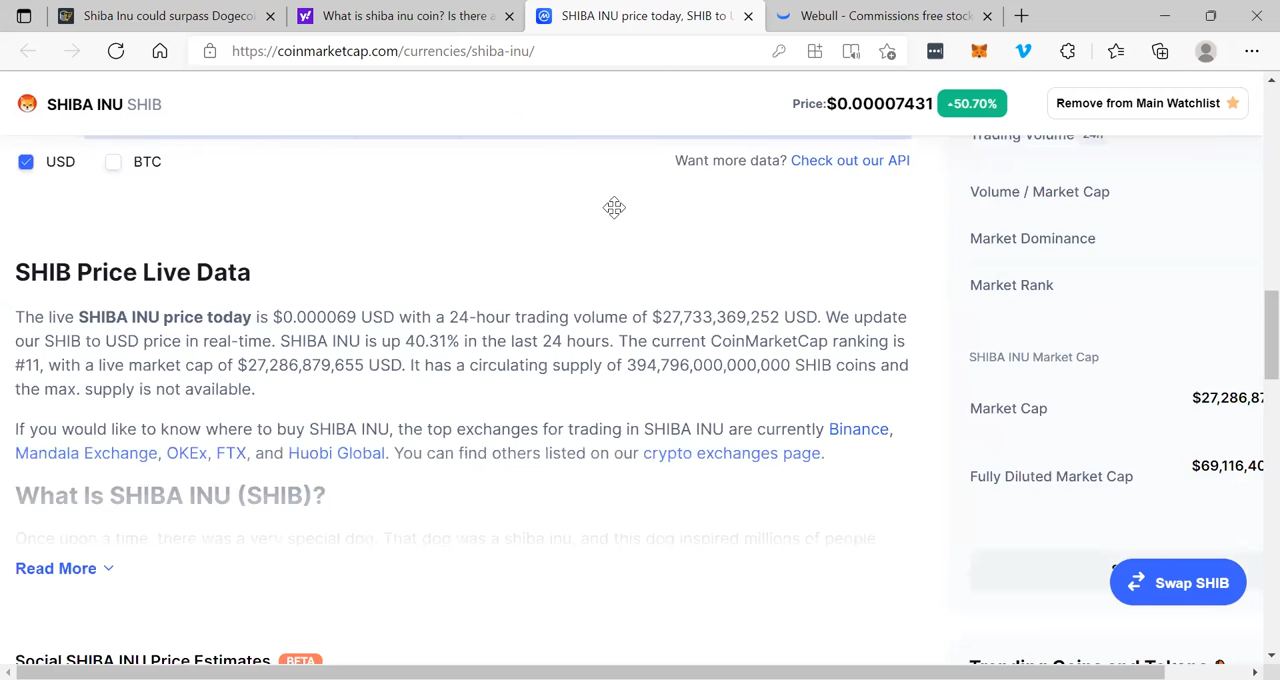 Shiba Inu could surpass Dogecoi
What is shiba inu coin? Is there a
SHIBA INU price today, SHIB to U
Webull - Commissions free stock
https://coinmarketcap.com/currencies/shiba-inu/
SHIBA INU SHIB
Price:$0.00007431
50.70%
Remove from Main Watchlist
USD
BTC
Want more data? Check out our API
SHIB Price Live Data
The live SHIBA INU price today is $0.000069 USD with a 24-hour trading volume of $27,733,369,252 USD. We update
our SHIB to USD price in real-time. SHIBA INU is up 40.31% in the last 24 hours. The current CoinMarketCap ranking is
#11, with a live market cap of $27,286,879,655 USD. It has a circulating supply of 394,796,000,000,000 SHIB coins and
the max. supply is not available.
If you would like to know where to buy SHIBA INU, the top exchanges for trading in SHIBA INU are currently Binance,
Mandala Exchange, OKEx, FTX, and Huobi Global. You can find others listed on our crypto exchanges page.
What Is SHIBA INU (SHIB)?
Once upon a time, there was a very special dog. That dog was a shiba inu, and this dog inspired millions of people
Read More
Social SHIBA INU Price Estimates BETA
Trading Volume 24h
Volume / Market Cap
Market Dominance
Market Rank
SHIBA INU Market Cap
Market Cap
$27,286,87
Fully Diluted Market Cap
$69,116,40
Swap SHIB
Trending Coins and Tokens